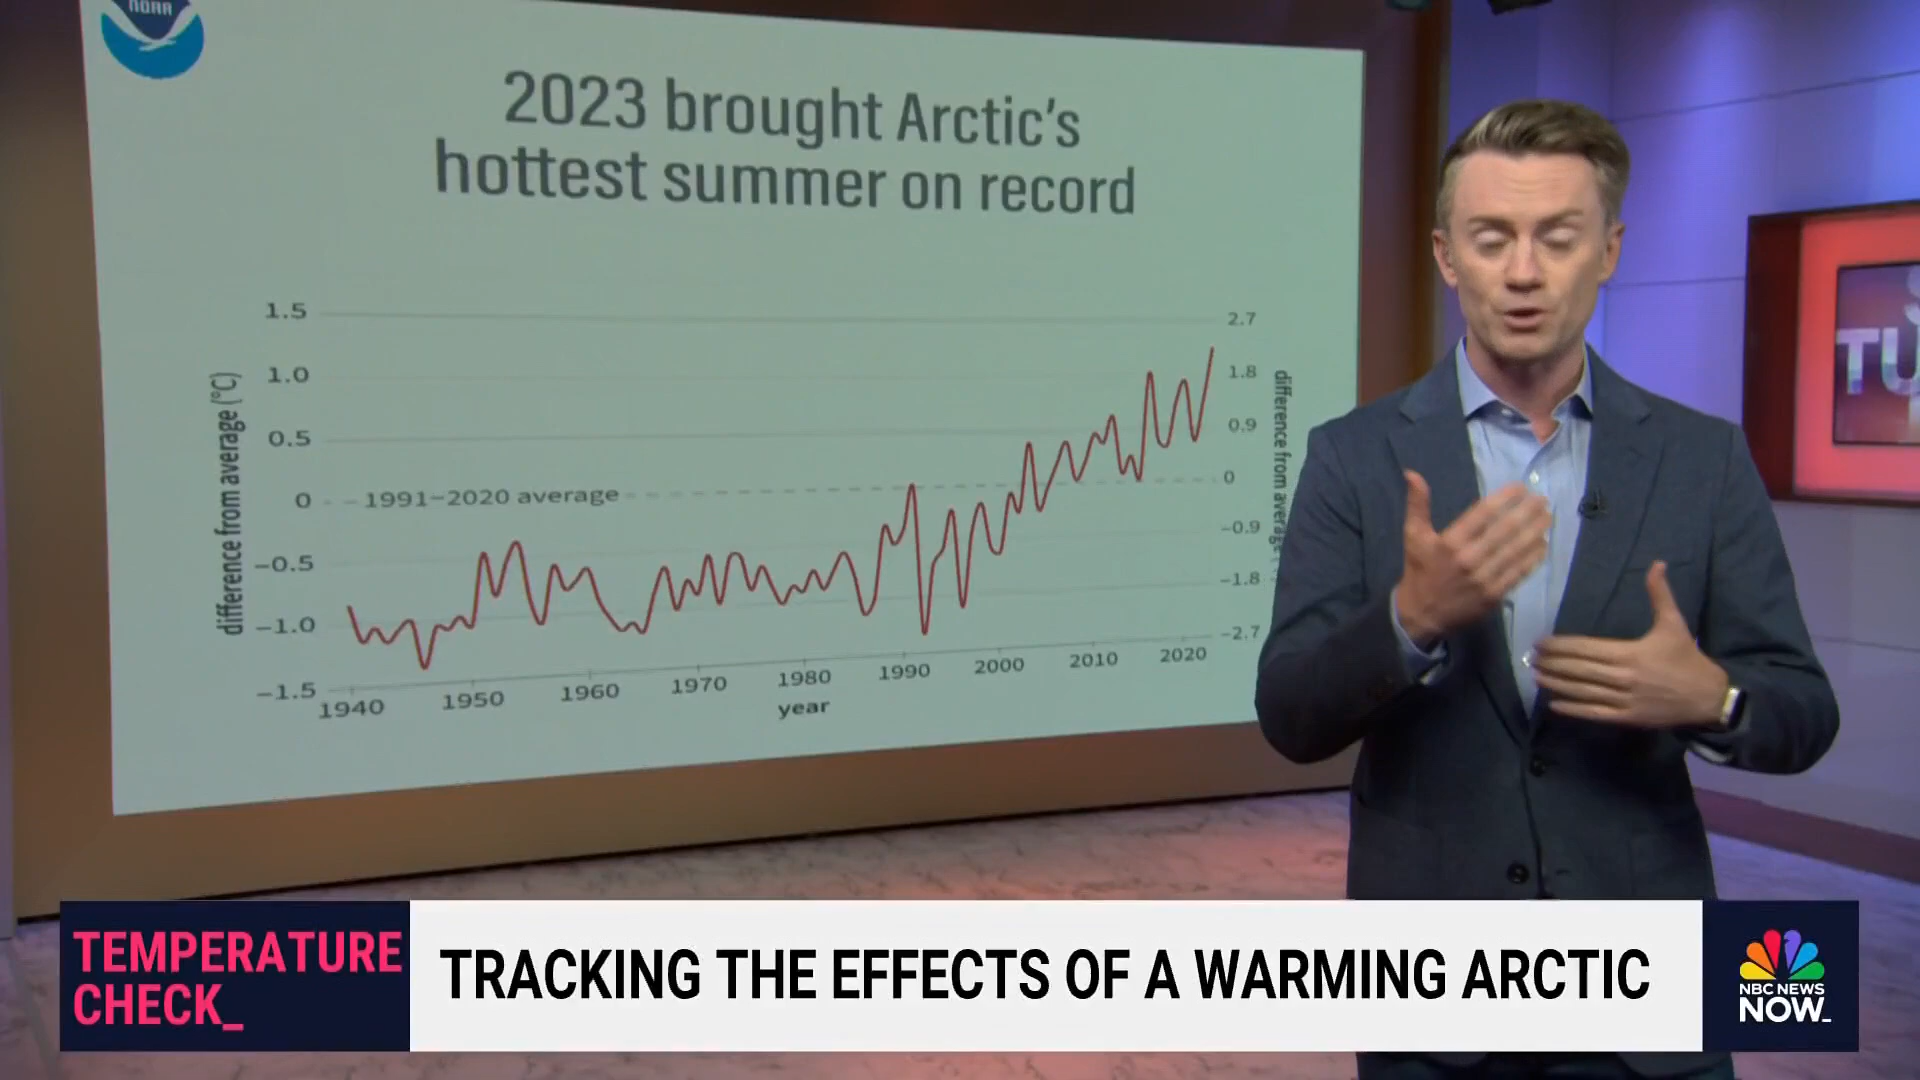 NOAA
2023 brought Arctic's
hottest summer on record
1.5
1.0
0.5
0
-0.5
-1.0
-1.5
difference from average (°C)
1991-2020 average
2.7
1.8
0.9
0
-0.9
-1.8
-2.7
difference from average
1940 1950 1960 1970 1980 1990 2000 2010 2020
year
TU
TEMPERATURE
CHECK_
TRACKING THE EFFECTS OF A WARMING ARCTIC
NBC NEWS
NOW_